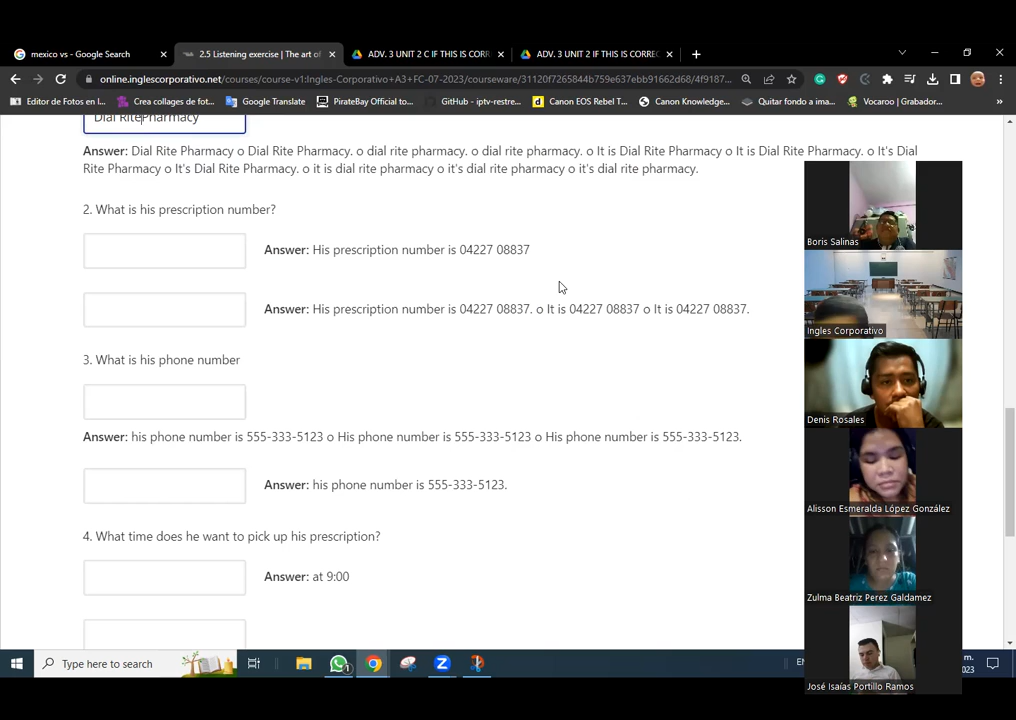 mexico vs - Google Search
2.5 Listening exercise | The art of
ADV. 3 UNIT 2 C IF THIS IS CORR
ADV. 3 UNIT 2 IF THIS IS CORREC
online.inglescorporativo.net/courses/course-v1:Ingles-Corporativo+A3+FC-07-2023/courseware/31120f7265844b759e637ebb91662d68/4f9187...
Editor de Fotos en l...
Crea collages de fot...
Google Translate
PirateBay Official to...
GitHub - iptv-restre...
Canon EOS Rebel T...
Canon Knowledge...
Quitar fondo a ima...
Vocaroo | Grabador...
»
Dial RitePharmacy
Answer: Dial Rite Pharmacy o Dial Rite Pharmacy. o dial rite pharmacy. o dial rite pharmacy. o It is Dial Rite Pharmacy o It is Dial Rite Pharmacy. o It's Dial
Rite Pharmacy o It's Dial Rite Pharmacy. o it is dial rite pharmacy o it's dial rite pharmacy o it's dial rite pharmacy.
2. What is his prescription number?
Answer: His prescription number is 04227 08837
Answer: His prescription number is 04227 08837. o It is 04227 08837 o It is 04227 08837.
3. What is his phone number
Answer: his phone number is 555-333-5123 o His phone number is 555-333-5123 o His phone number is 555-333-5123.
Answer: his phone number is 555-333-5123.
4. What time does he want to pick up his prescription?
Answer: at 9:00
Boris Salinas
Ingles Corporativo
Denis Rosales
Alisson Esmeralda López González
Zulma Beatriz Perez Galdamez
José Isaías Portillo Ramos
Type here to search
1
m.
2023